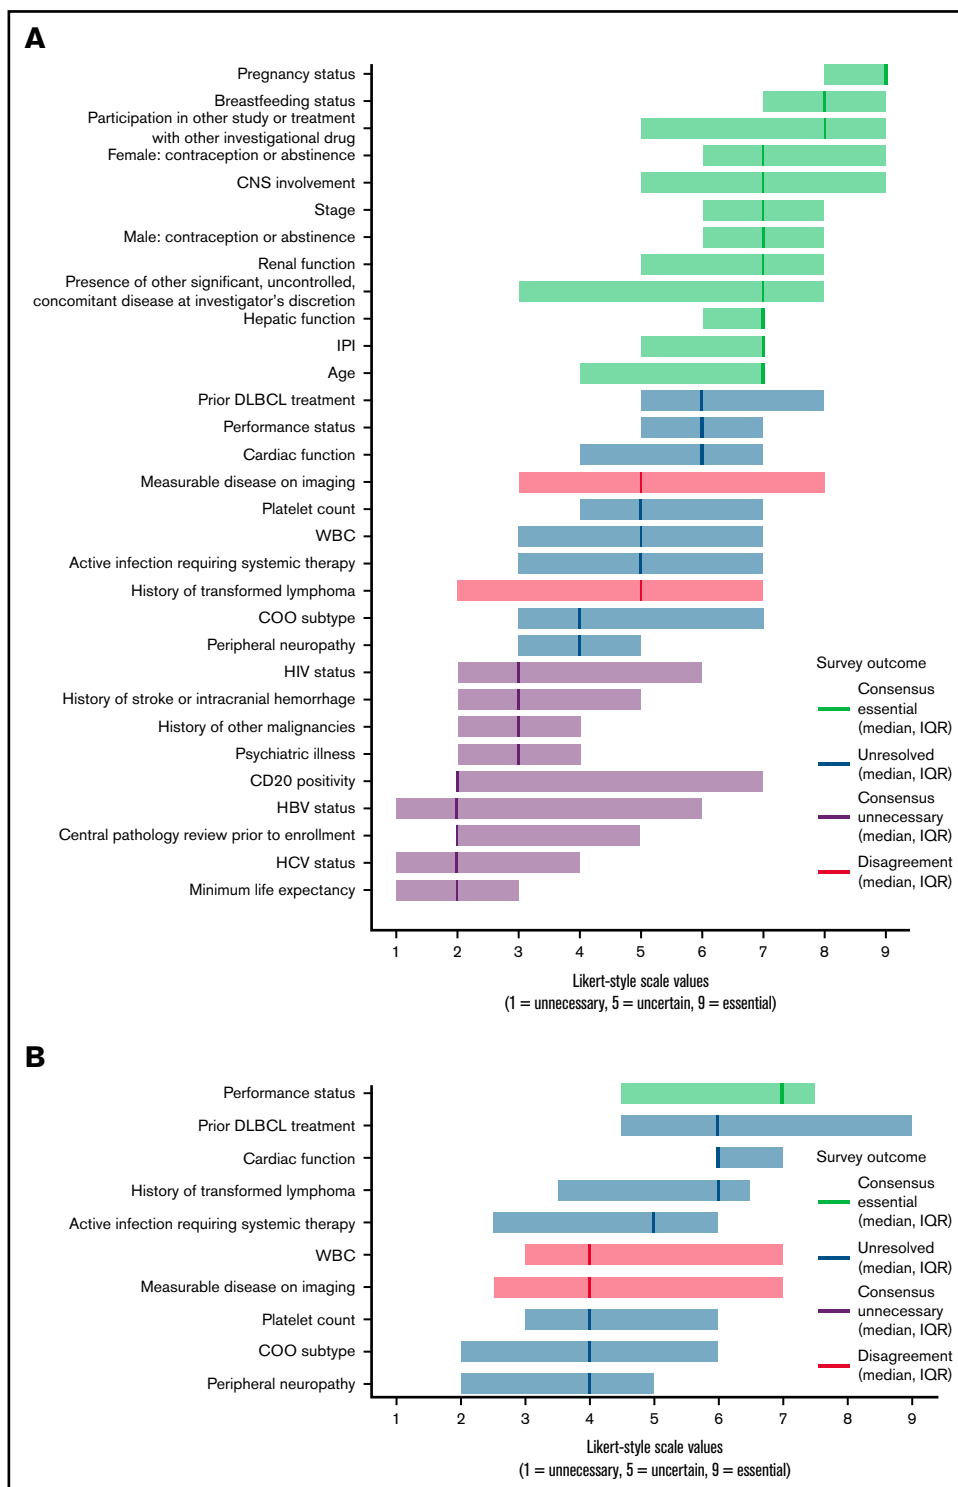 A
Pregnancy status
Breastfeeding status
Participation in other study or treatment
with other investigational drug
Female: contraception or abstinence
CNS involvement
Stage
Male: contraception or abstinence
Renal function
Presence of other significant, uncontrolled,
concomitant disease at investigator's discretion
Hepatic function
IPI
Age
Prior DLBCL treatment
Performance status
Cardiac function
Measurable disease on imaging
Platelet count
WBC
Active infection requiring systemic therapy
History of transformed lymphoma
COO subtype
Peripheral neuropathy
HIV status
History of stroke or intracranial hemorrhage
History of other malignancies
Psychiatric illness
CD20 positivity
HBV status
Central pathology review prior to enrollment
HCV status
Minimum life expectancy
Survey outcome
Consensus
essential
(median, IQR)
Unresolved
(median, IQR)
Consensus
unnecessary
(median, IQR)
Disagreement
(median, IQR)
1 2 3 4 5 6 7 8 9
Likert-style scale values
(1 = unnecessary, 5 = uncertain, 9 = essential)
B
Performance status
Prior DLBCL treatment
Cardiac function
History of transformed lymphoma
Active infection requiring systemic therapy
WBC
Measurable disease on imaging
Platelet count
COO subtype
Peripheral neuropathy
Survey outcome
Consensus
essential
(median, IQR)
Unresolved
(median, IQR)
Consensus
unnecessary
(median, IQR)
Disagreement
(median, IQR)
1 2 3 4 5 6 7 8 9
Likert-style scale values
(1 = unnecessary, 5 = uncertain, 9 = essential)